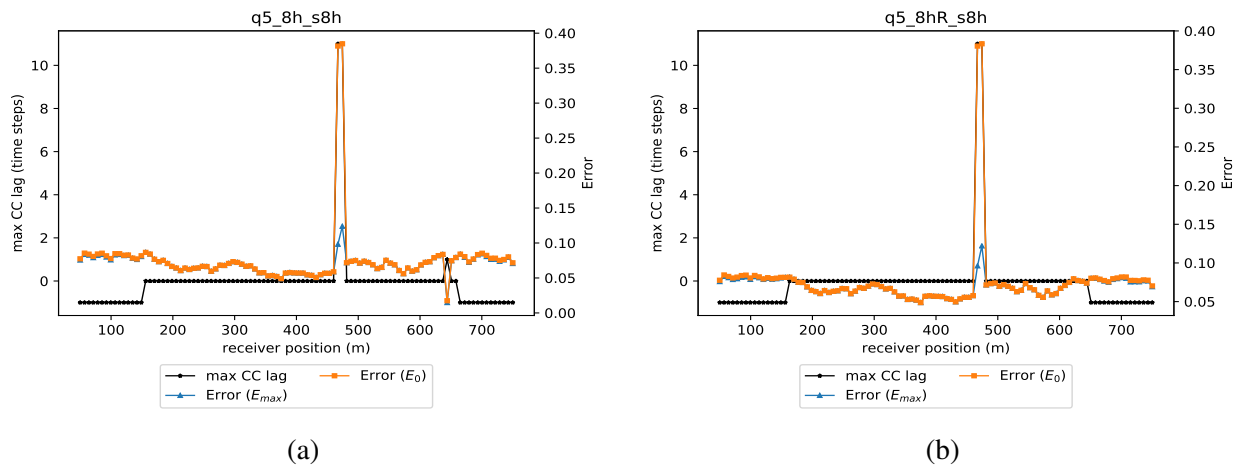 q5_8h_s8h
max CC lag (time steps)
10
8
6
4
2
0
0.40
0.35
0.30
0.25
0.20
0.15
0.10
0.05
0.00
Error
100 200 300 400 500 600 700
receiver position (m)
max CC lag
Error (E0)
Error (Emax)
(a)
q5_8hR_s8h
max CC lag (time steps)
10
8
6
4
2
0
0.40
0.35
0.30
0.25
0.20
0.15
0.10
0.05
Error
100 200 300 400 500 600 700
receiver position (m)
max CC lag
Error (E0)
Error (Emax)
(b)